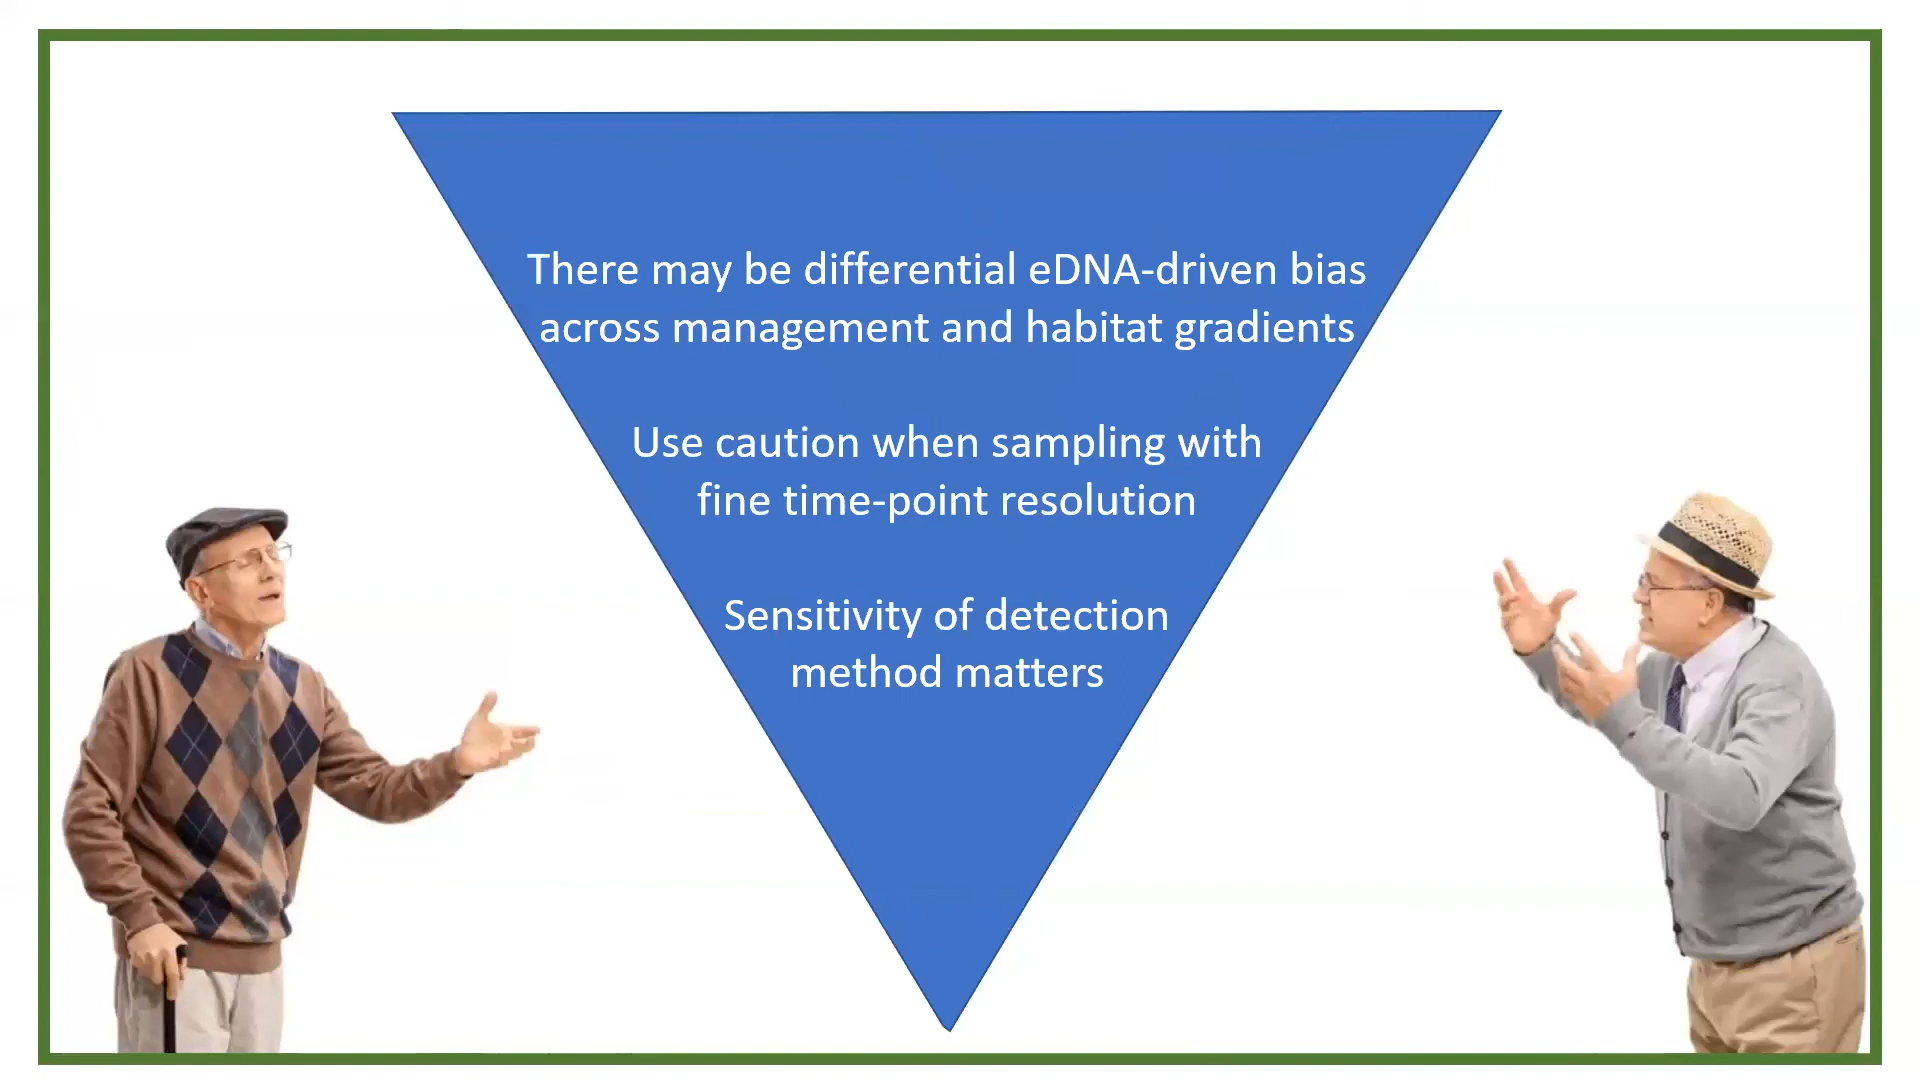 There may be differential eDNA-driven bias
across management and habitat gradients
Use caution when sampling with
fine time-point resolution
Sensitivity of detection
method matters